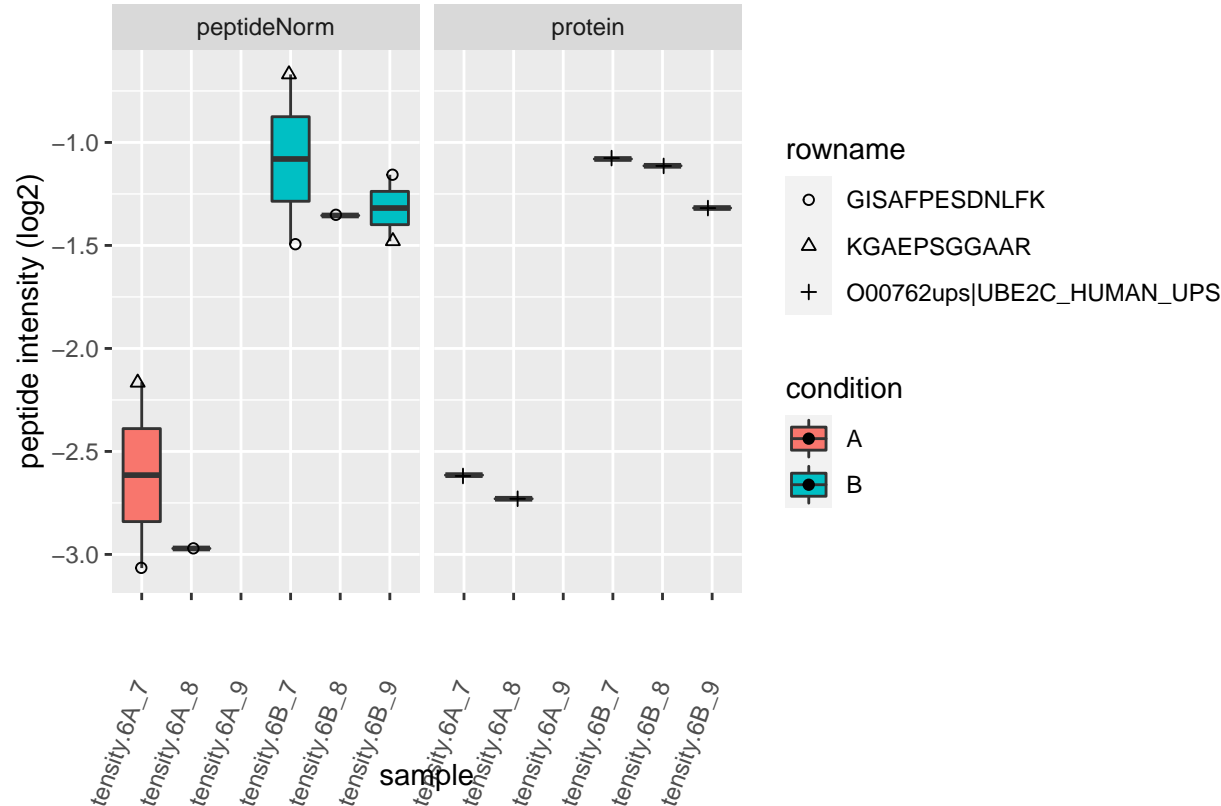 peptideNorm
protein
peptide intensity (log2)
−1.0
−1.5
−2.0
−2.5
−3.0
tensity.6A_7
tensity.6A_8
tensity.6A_9
tensity.6B_7
tensity.6B_8
tensity.6B_9
tensity.6A_7
tensity.6A_8
tensity.6A_9
tensity.6B_7
tensity.6B_8
tensity.6B_9
sample
rowname
GISAFPESDNLFK
KGAEPSGGAAR
O00762ups|UBE2C_HUMAN_UPS
condition
A
B